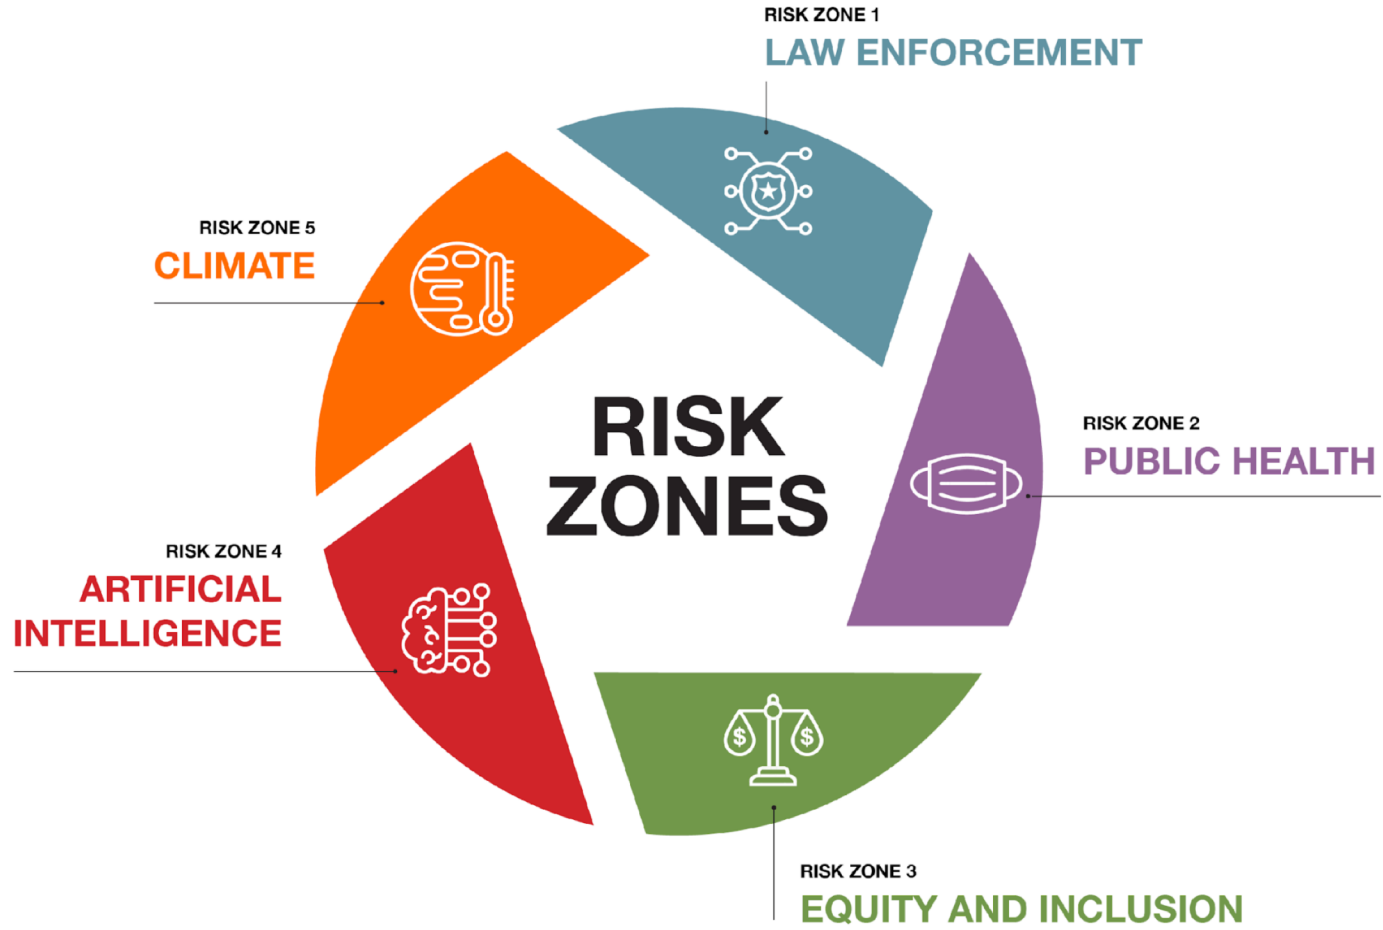 RISK ZONE 1
LAW ENFORCEMENT
RISK ZONE 5
CLIMATE
RISK
ZONES
RISK ZONE 2
PUBLIC HEALTH
RISK ZONE 4
ARTIFICIAL
INTELLIGENCE
$ $
RISK ZONE 3
EQUITY AND INCLUSION